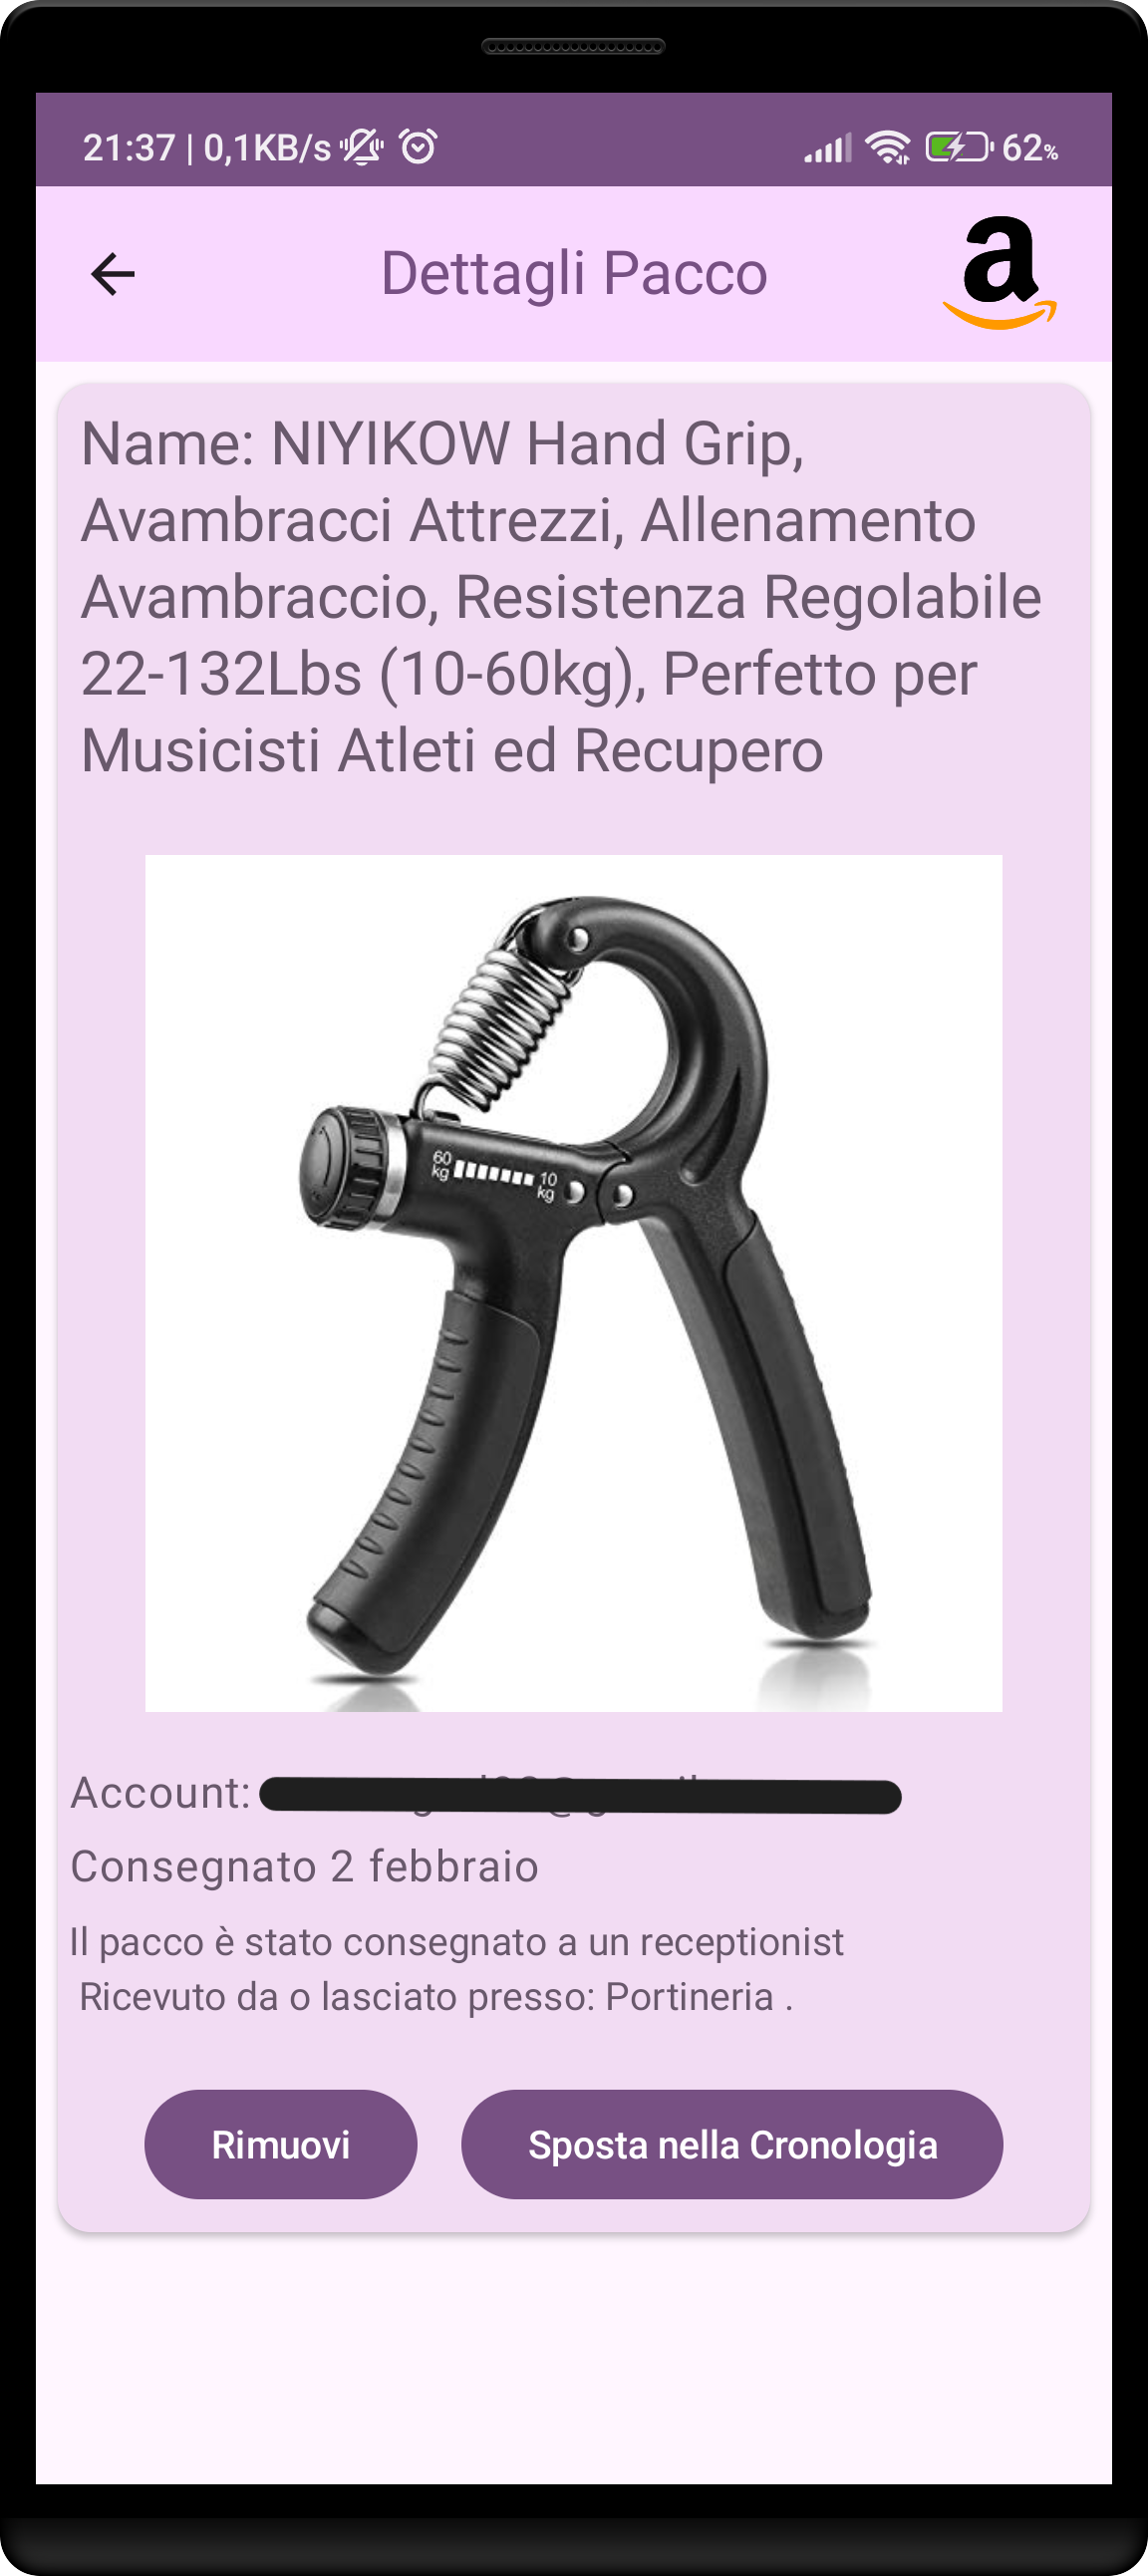 21:37 | 0,1KB/s 62%
Dettagli Pacco
a
Name: NIYIKOW Hand Grip,
Avambracci Attrezzi, Allenamento
Avambraccio, Resistenza Regolabile
22-132Lbs (10-60kg), Perfetto per
Musicisti Atleti ed Recupero
60 kg 10 kg
Account:
Consegnato 2 febbraio
Il pacco è stato consegnato a un receptionist
Ricevuto da o lasciato presso: Portineria .
Rimuovi Sposta nella Cronologia